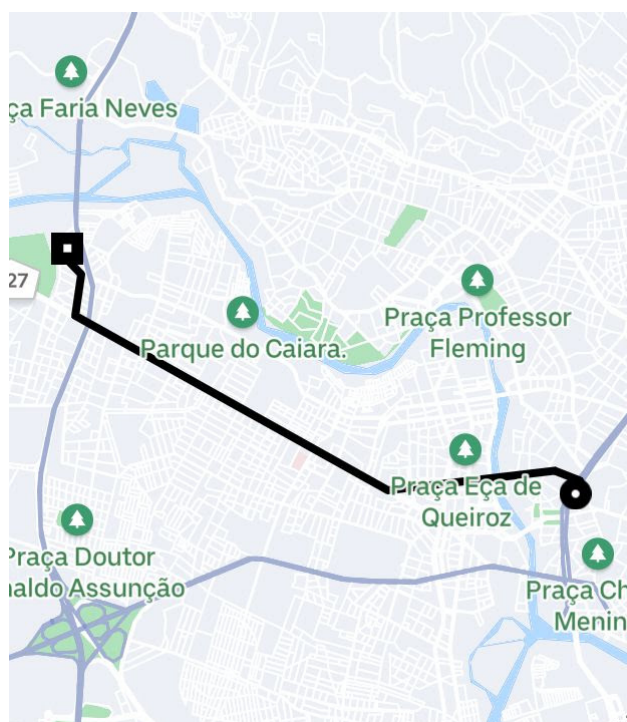 ça Faria Neves
27
Parque do Caiara.
Praça Professor
Fleming
Praça Eça de
Queiroz
Praça Doutor
naldo Assunção
Praça Ch
Menin